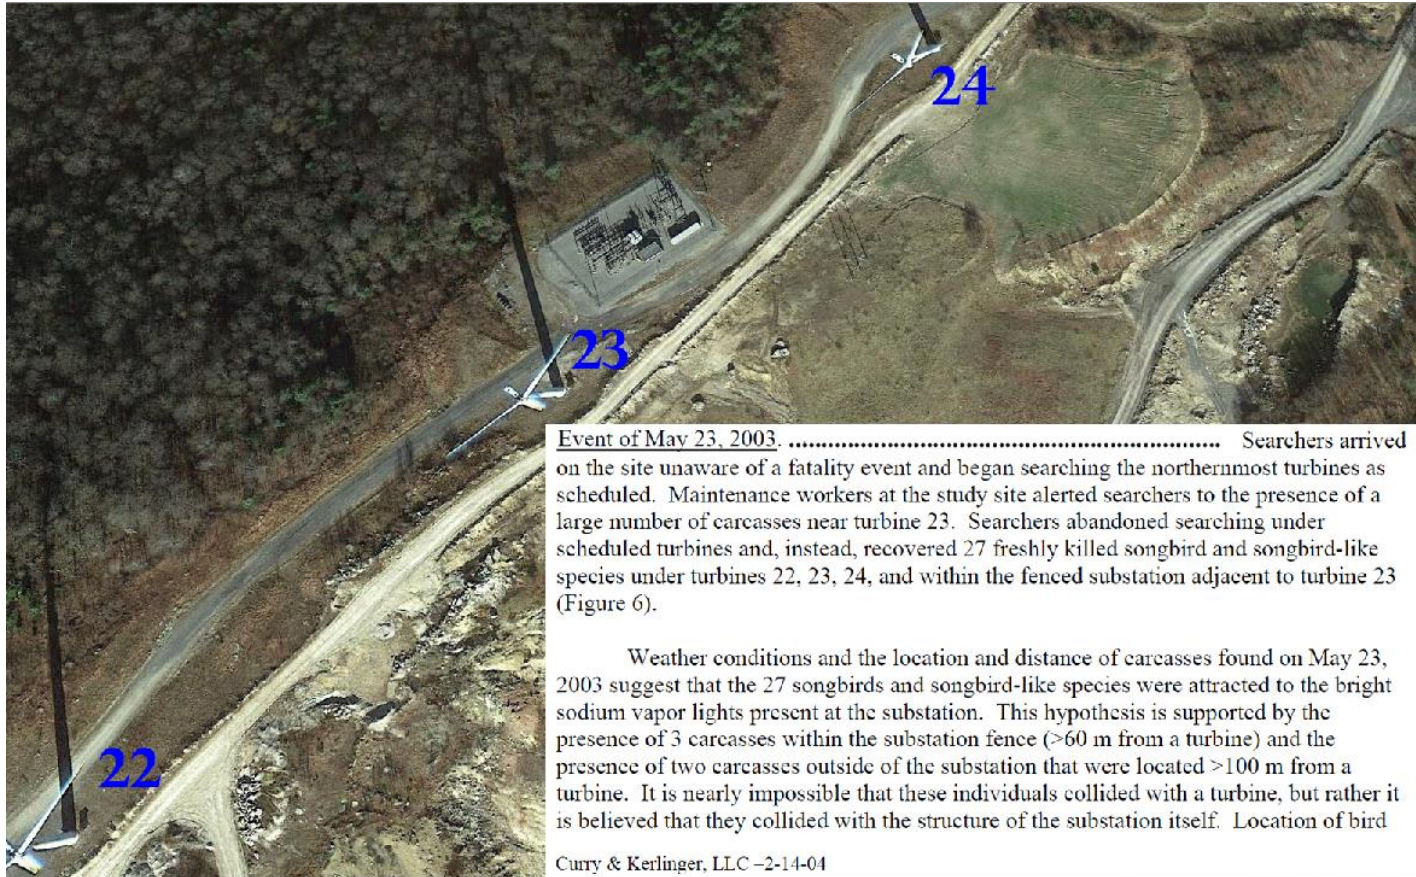 24
23
22
Event of May 23, 2003. ........................................................................ Searchers arrived
on the site unaware of a fatality event and began searching the northernmost turbines as
scheduled. Maintenance workers at the study site alerted searchers to the presence of a
large number of carcasses near turbine 23. Searchers abandoned searching under
scheduled turbines and, instead, recovered 27 freshly killed songbird and songbird-like
species under turbines 22, 23, 24, and within the fenced substation adjacent to turbine 23
(Figure 6).
Weather conditions and the location and distance of carcasses found on May 23,
2003 suggest that the 27 songbirds and songbird-like species were attracted to the bright
sodium vapor lights present at the substation. This hypothesis is supported by the
presence of 3 carcasses within the substation fence (>60 m from a turbine) and the
presence of two carcasses outside of the substation that were located >100 m from a
turbine. It is nearly impossible that these individuals collided with a turbine, but rather it
is believed that they collided with the structure of the substation itself. Location of bird
Curry & Kerlinger, LLC –2-14-04